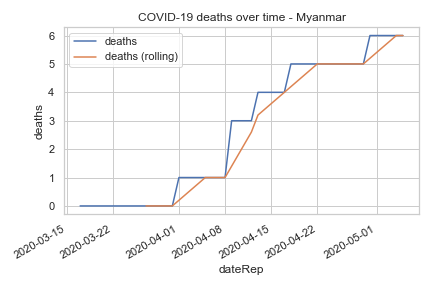 COVID-19 deaths over time - Myanmar
deaths
deaths (rolling)
6
5
4
3
2
1
0
deaths
2020-03-15
2020-03-22
2020-04-01
2020-04-08
2020-04-15
2020-04-22
2020-05-01
dateRep